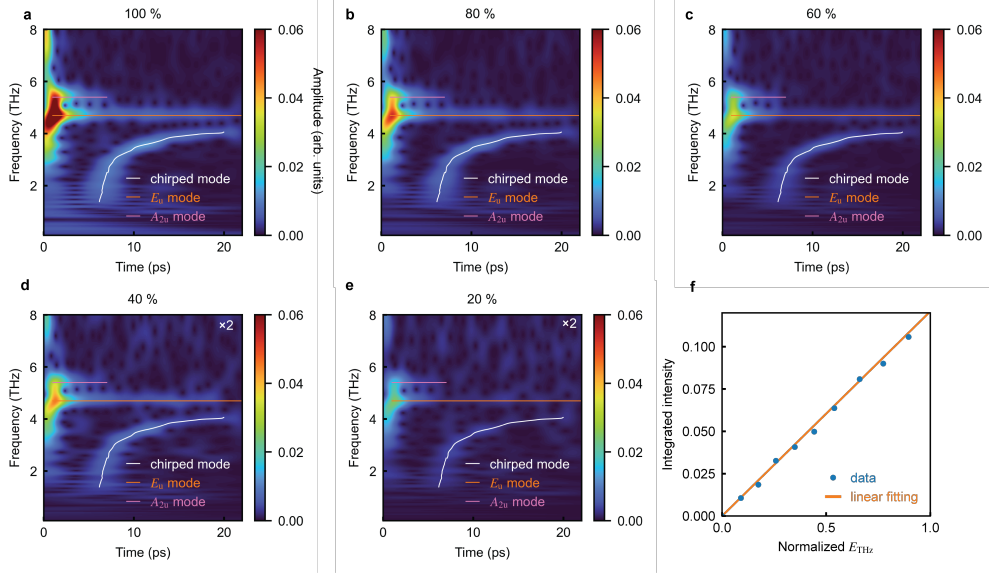 a
100 %
8
6
4
2
0
10
20
Frequency (THz)
Time (ps)
chirped mode
Eu mode
A2u mode
0.06
0.04
0.02
0.00
Amplitude (arb. units)
b
80 %
8
6
4
2
0
10
20
Frequency (THz)
Time (ps)
chirped mode
Eu mode
A2u mode
0.06
0.04
0.02
0.00
c
60 %
8
6
4
2
0
10
20
Frequency (THz)
Time (ps)
chirped mode
Eu mode
A2u mode
0.06
0.04
0.02
0.00
d
40 %
×2
8
6
4
2
0
10
20
Frequency (THz)
Time (ps)
chirped mode
Eu mode
A2u mode
0.06
0.04
0.02
0.00
e
20 %
×2
8
6
4
2
0
10
20
Frequency (THz)
Time (ps)
chirped mode
Eu mode
A2u mode
0.06
0.04
0.02
0.00
f
0.100
0.075
0.050
0.025
0.000
0.0
0.5
1.0
Integrated intensity
Normalized ETHz
data
linear fitting